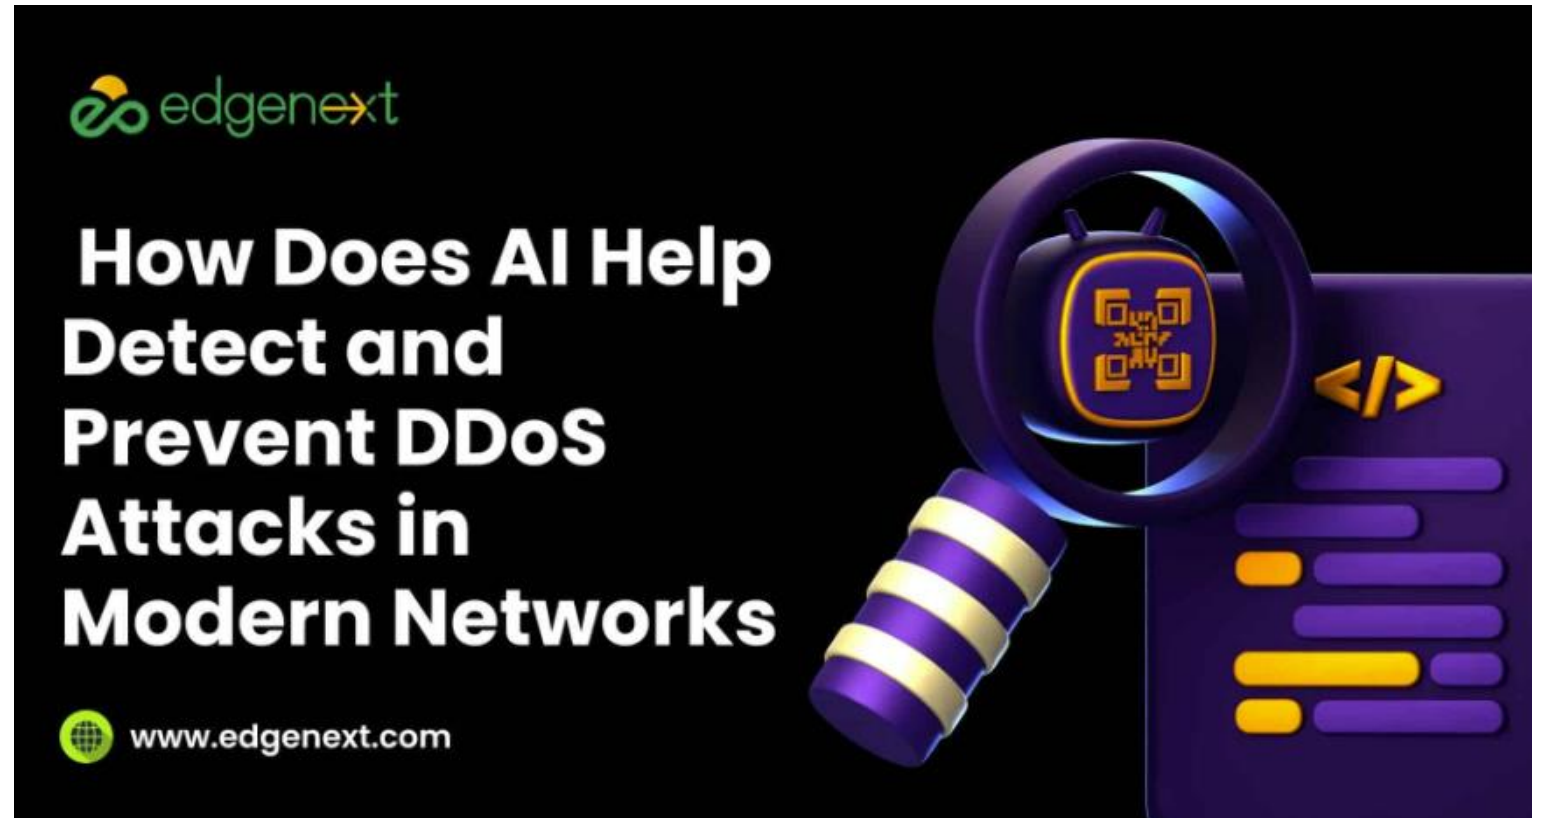 edgenext
How Does AI Help
Detect and
Prevent DDoS
Attacks in
Modern Networks
</>
www.edgenext.com